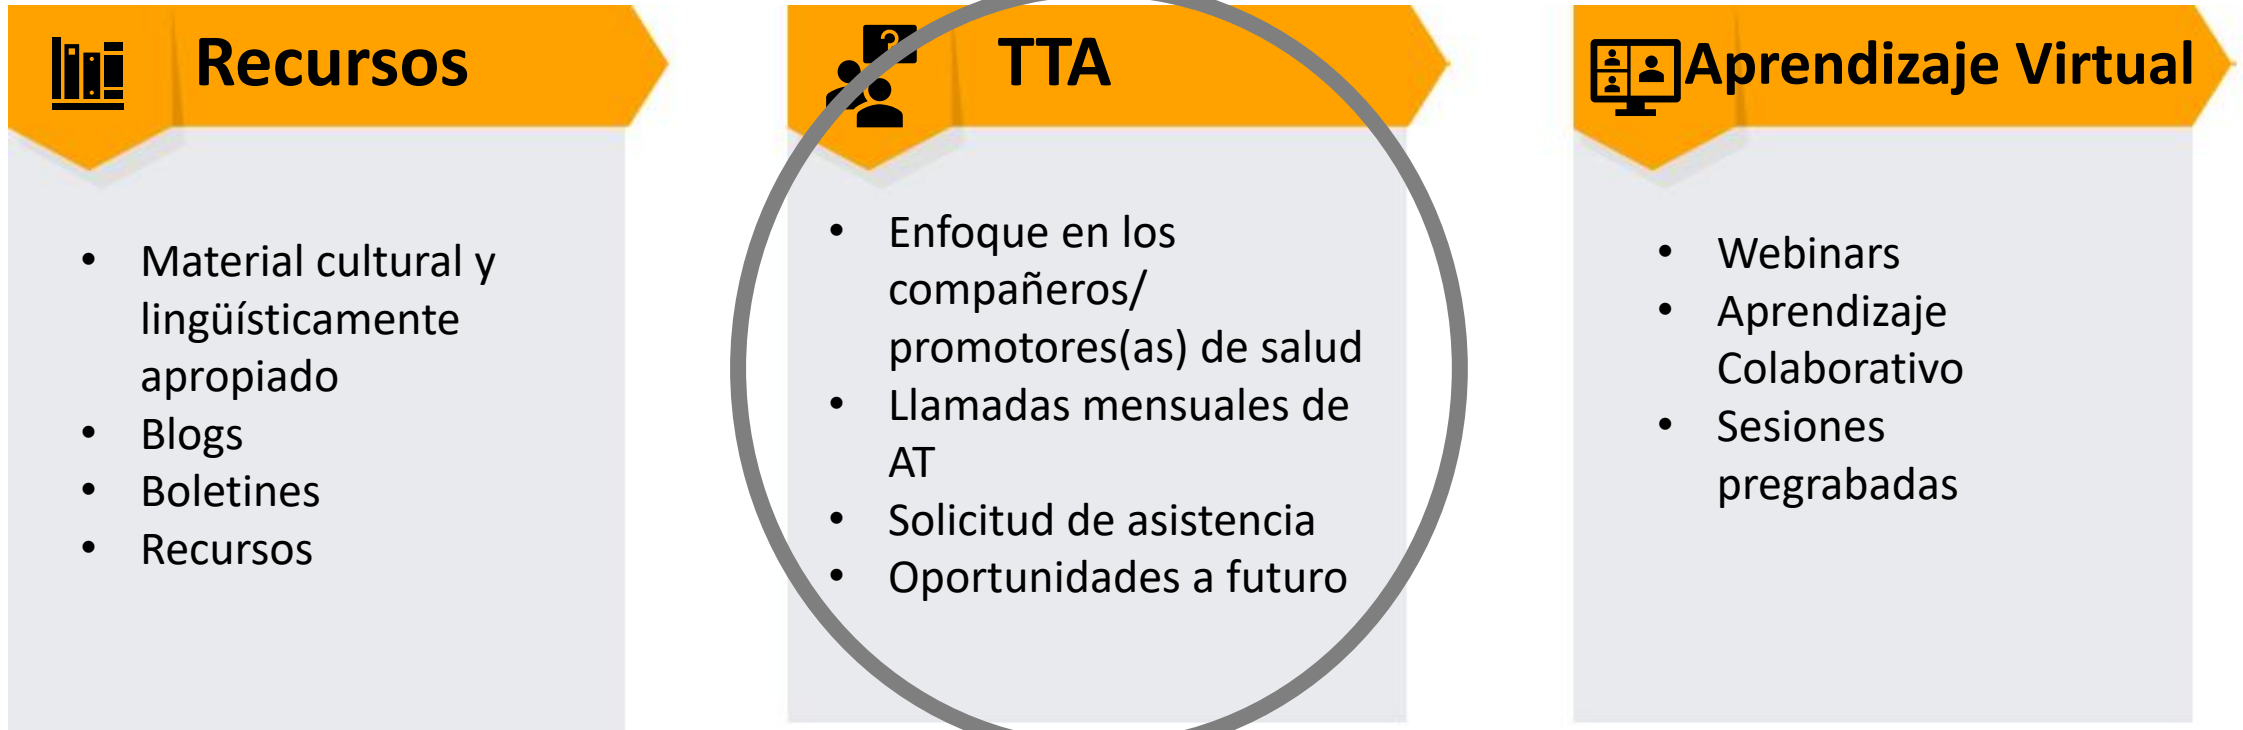 Recursos
• Material cultural y
lingüísticamente
apropiado
• Blogs
• Boletines
• Recursos
?
TTA
• Enfoque en los
compañeros/
promotores(as) de salud
• Llamadas mensuales de
AT
• Solicitud de asistencia
• Oportunidades a futuro
Aprendizaje Virtual
• Webinars
• Aprendizaje
Colaborativo
• Sesiones
pregrabadas